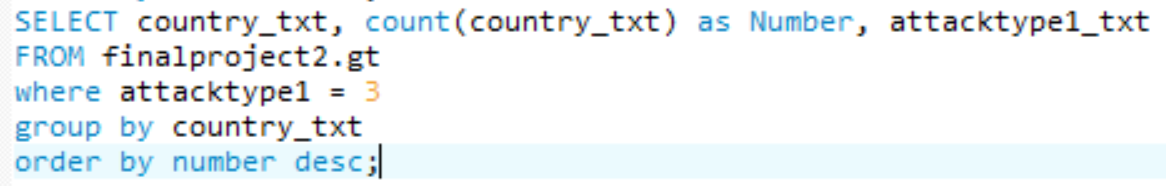 SELECT country_txt, count(country_txt) as Number, attacktype1_txt
FROM finalproject2.gt
where attacktype1 = 3
group by country_txt
order by number desc;